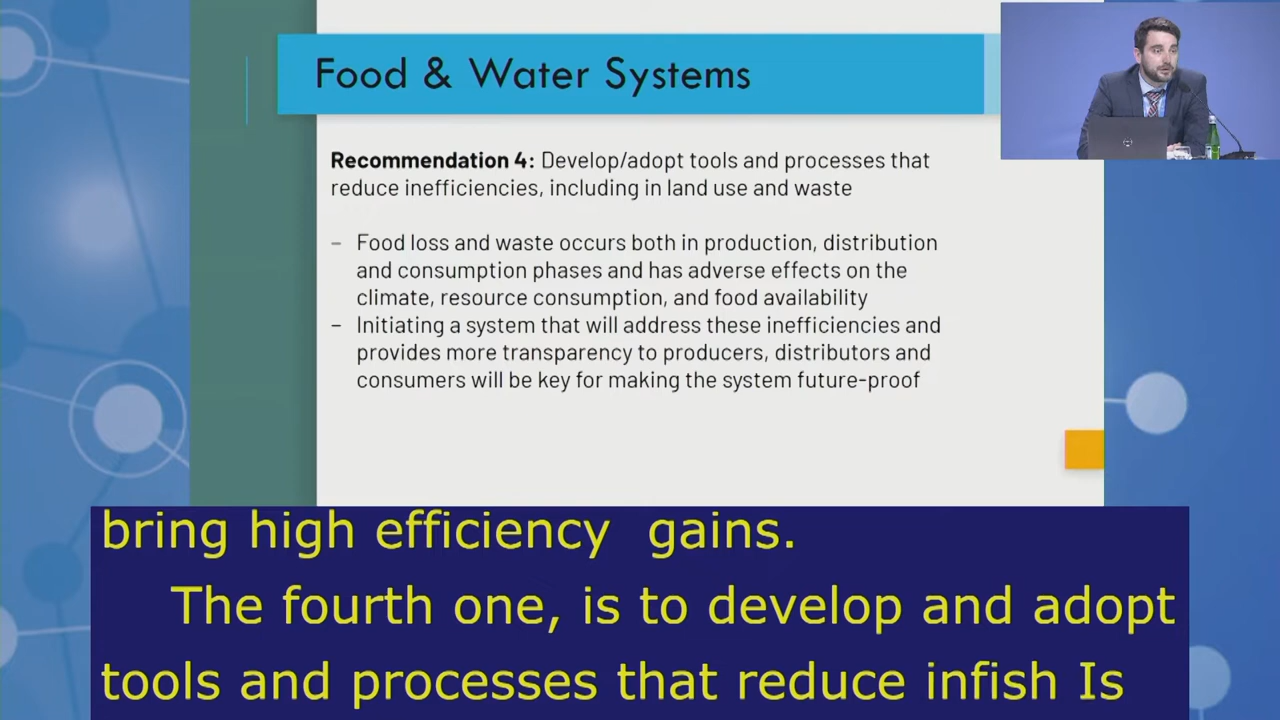 Food & Water Systems
Recommendation 4: Develop/adopt tools and processes that
reduce inefficiencies, including in land use and waste
– Food loss and waste occurs both in production, distribution
and consumption phases and has adverse effects on the
climate, resource consumption, and food availability
– Initiating a system that will address these inefficiencies and
provides more transparency to producers, distributors and
consumers will be key for making the system future-proof
bring high efficiency  gains.
The fourth one, is to develop and adopt
tools and processes that reduce infish Is